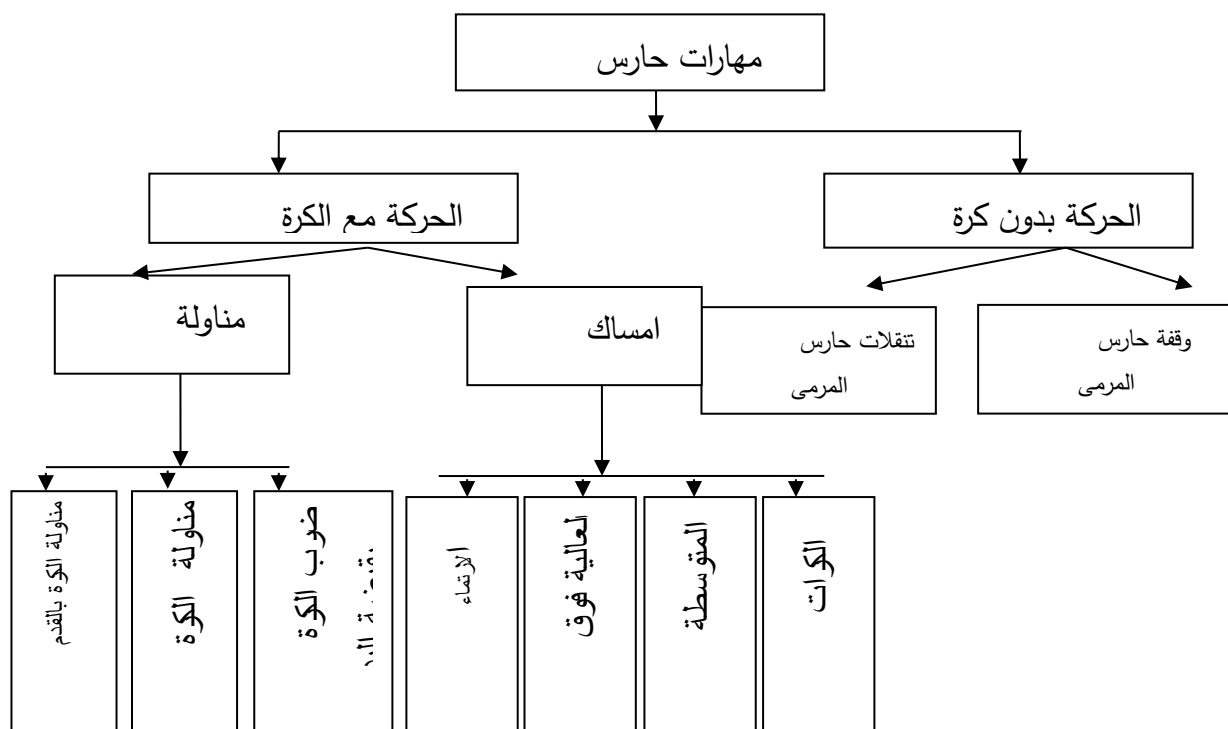 مهارات حارس
الحركة بدون كرة
الحركة مع الكرة
وقفة حارس
المرمى
تنقلات حارس
المرمى
امساك
مناولة
الكرات
المتوسطة
العالية فوق
الارتماء
ضرب الكرة
مناولة الكرة
مناولة الكرة بالقدم